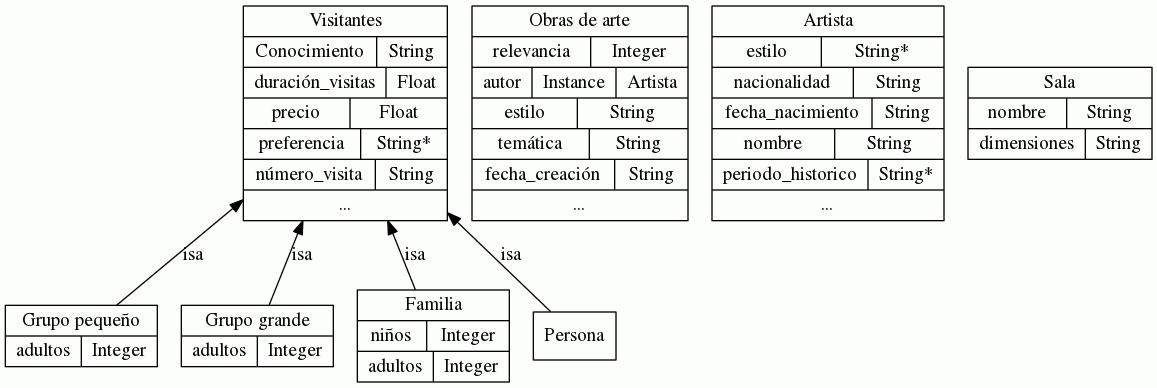 Visitantes
Conocimiento String
duración_visitas Float
precio Float
preferencia String*
número_visita String
...
Obras de arte
relevancia Integer
autor Instance Artista
estilo String
temática String
fecha_creación String
...
Artista
estilo String*
nacionalidad String
fecha_nacimiento String
nombre String
periodo_historico String*
...
Sala
nombre String
dimensiones String
isa isa isa isa
Grupo pequeño
adultos Integer
Grupo grande
adultos Integer
Familia
niños Integer
adultos Integer
Persona